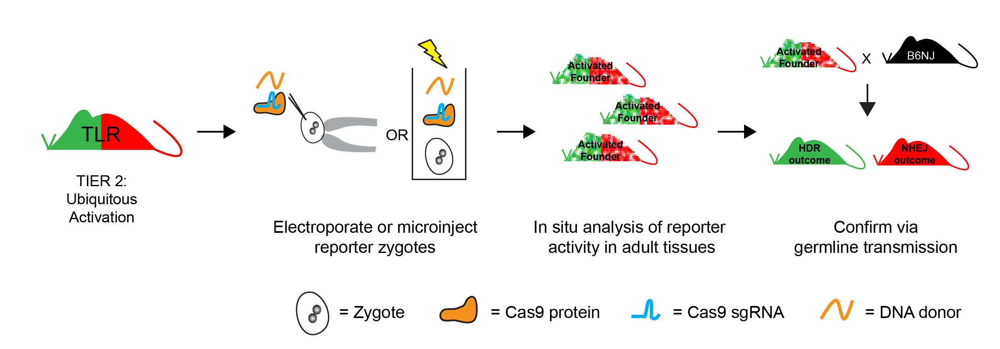 TLR
TIER 2:
Ubiquitous
Activation
OR
Electroporate or microinject
reporter zygotes
Activated
Founder
Activated
Founder
Activated
Founder
In situ analysis of reporter
activity in adult tissues
Activated
Founder
X
B6NJ
HDR
outcome
NHEJ
outcome
Confirm via
germline transmission
= Zygote
= Cas9 protein
= Cas9 sgRNA
= DNA donor